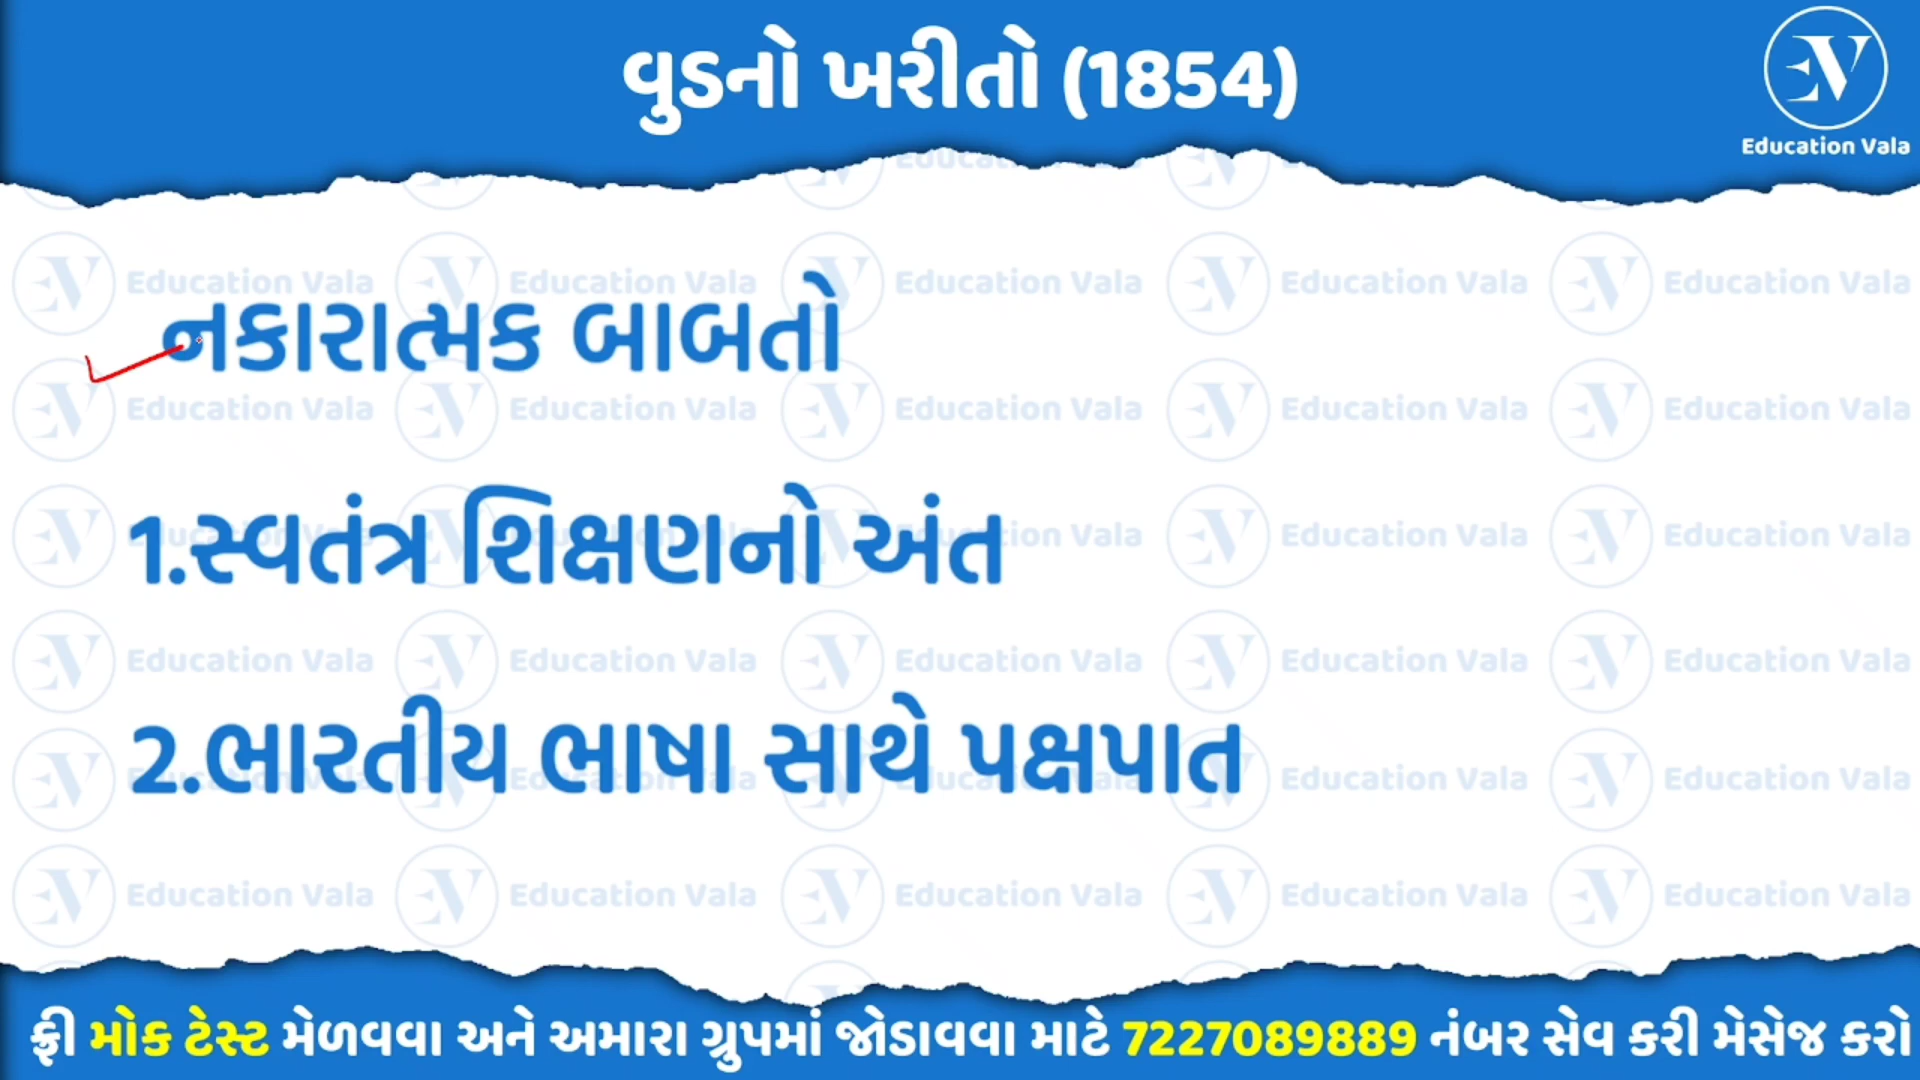 વુડનો ખરીતો (1854)
Education Vala
નકારાત્મક બાબતો
1.સ્વતંત્ર શિક્ષણનો અંત
2.ભારતીય ભાષા સાથે પક્ષપાત
ફ્રી મોક ટેસ્ટ મેળવવા અને અમારા ગ્રુપમાં જોડાવવા માટે 7227089889 નંબર સેવ કરી મેસેજ કરો